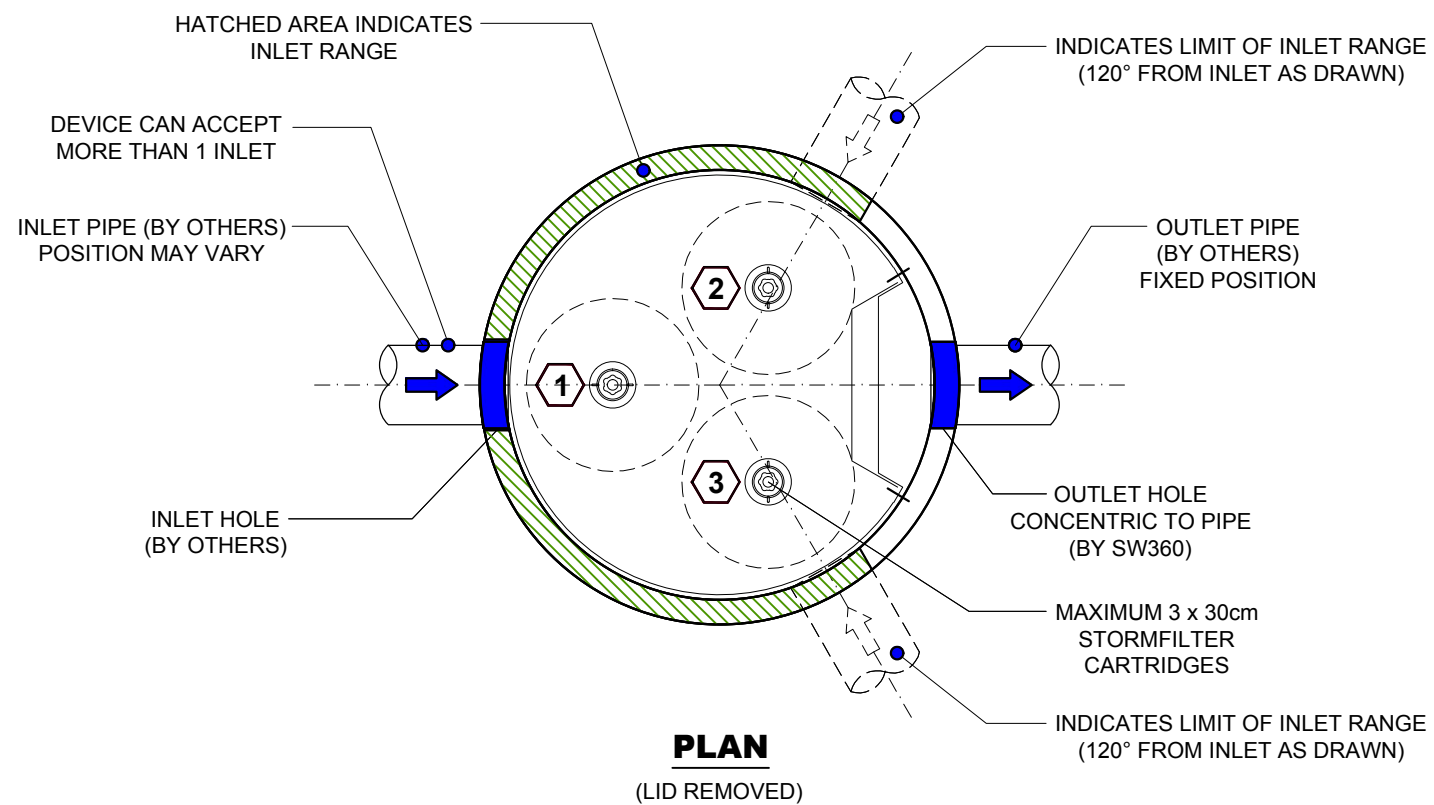 HATCHED AREA INDICATES
INLET RANGE
INDICATES LIMIT OF INLET RANGE
(120° FROM INLET AS DRAWN)
DEVICE CAN ACCEPT
MORE THAN 1 INLET
INLET PIPE (BY OTHERS)
POSITION MAY VARY
OUTLET PIPE
(BY OTHERS)
FIXED POSITION
2
1
3
INLET HOLE
(BY OTHERS)
OUTLET HOLE
CONCENTRIC TO PIPE
(BY SW360)
MAXIMUM 3 x 30cm
STORMFILTER
CARTRIDGES
INDICATES LIMIT OF INLET RANGE
(120° FROM INLET AS DRAWN)
PLAN
(LID REMOVED)